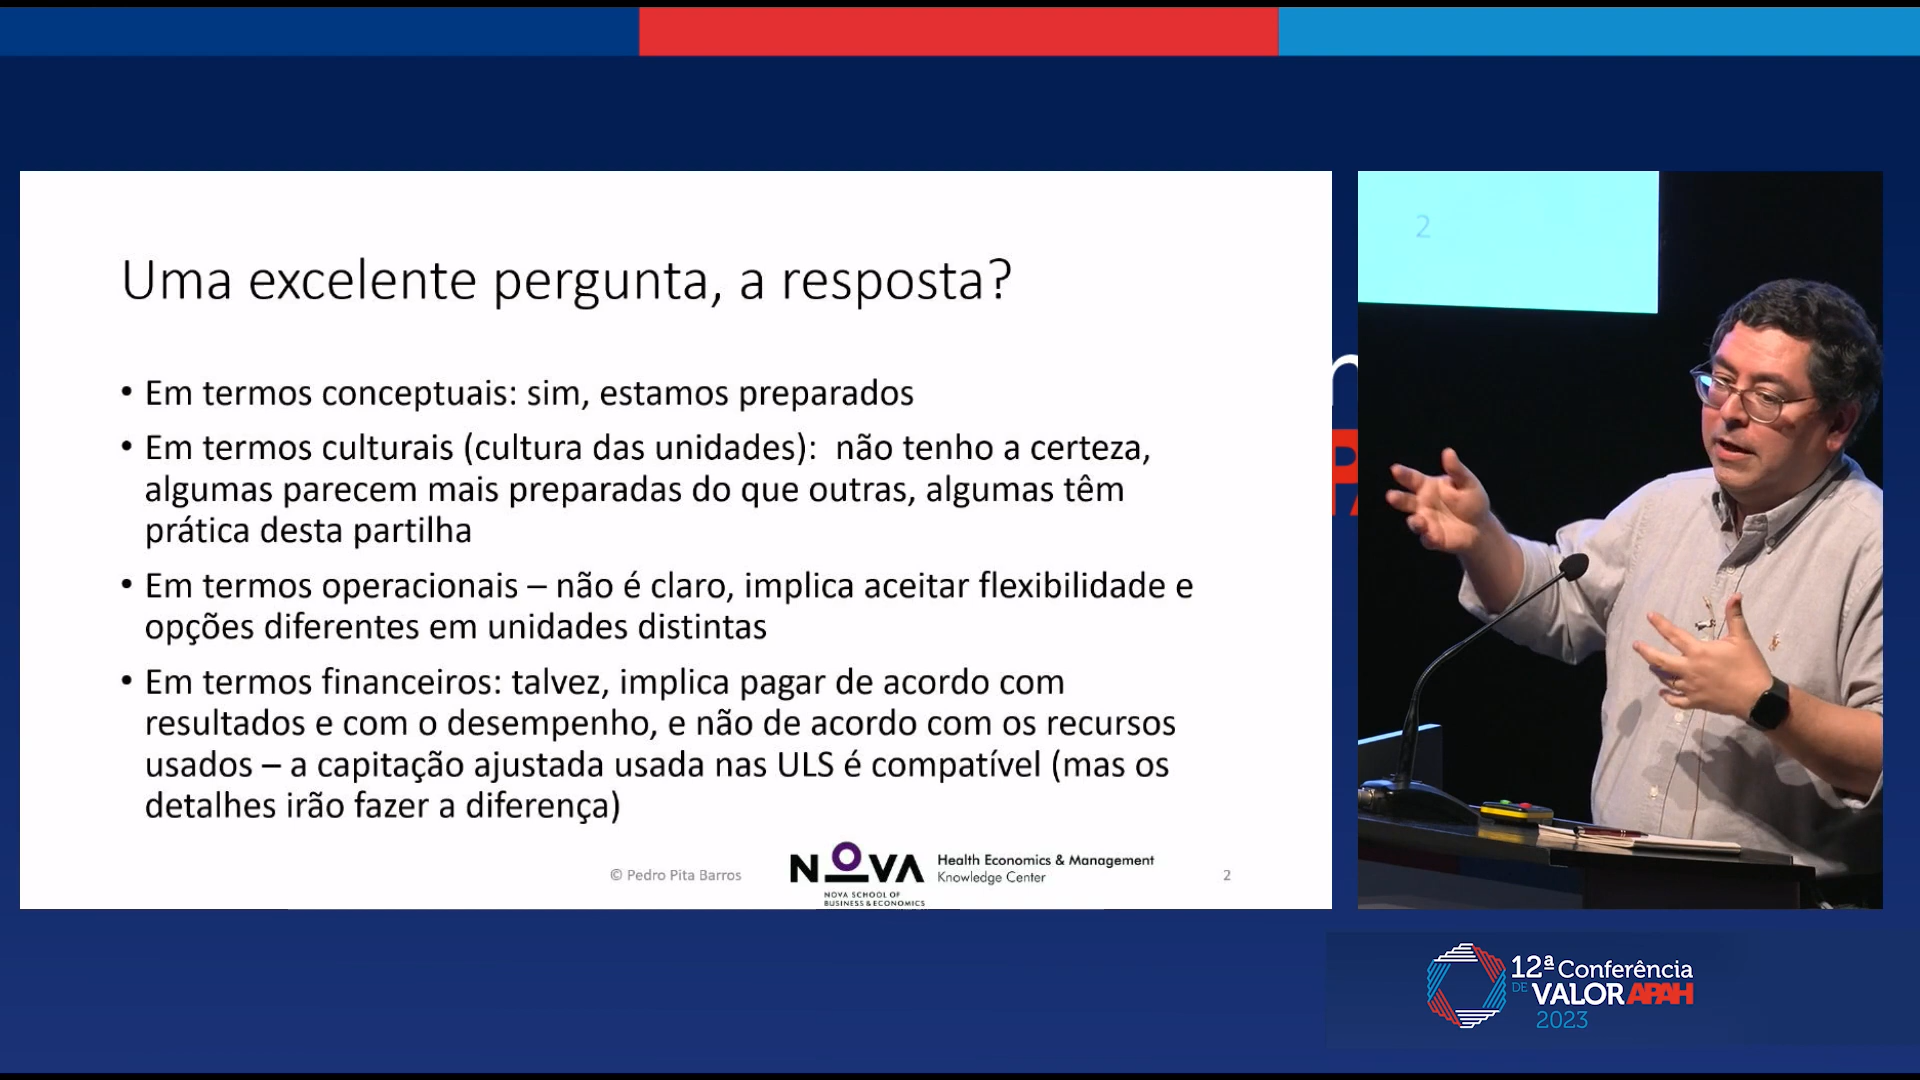 Uma excelente pergunta, a resposta?
• Em termos conceptuais: sim, estamos preparados
• Em termos culturais (cultura das unidades):  não tenho a certeza,
algumas parecem mais preparadas do que outras, algumas têm
prática desta partilha
• Em termos operacionais – não é claro, implica aceitar flexibilidade e
opções diferentes em unidades distintas
• Em termos financeiros: talvez, implica pagar de acordo com
resultados e com o desempenho, e não de acordo com os recursos
usados – a capitação ajustada usada nas ULS é compatível (mas os
detalhes irão fazer a diferença)
© Pedro Pita Barros
NOVA
NOVA SCHOOL OF
BUSINESS & ECONOMICS
Health Economics & Management
Knowledge Center
2
2
12ª Conferência
DE VALOR APAH
2023